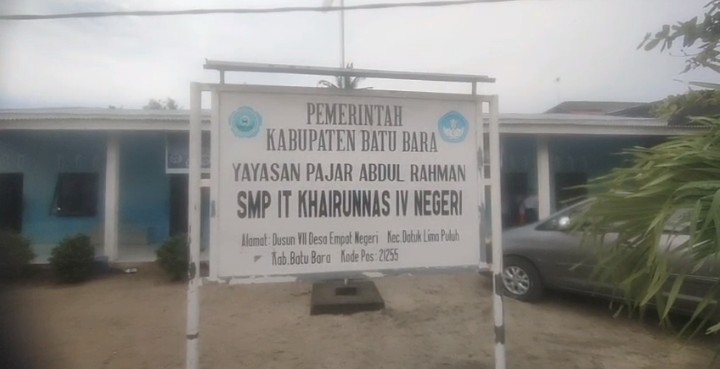 PEMERINTAH
KABUPATEN BATU BARA
YAYASAN PAJAR ABDUL RAHMAN
SMP IT KHAIRUNNAS IV NEGERI
Alamat: Dusun VII Desa Empat Negeri Kec.Datuk Lima Puluh
Kab.Batu Bara Kode Pos: 21255